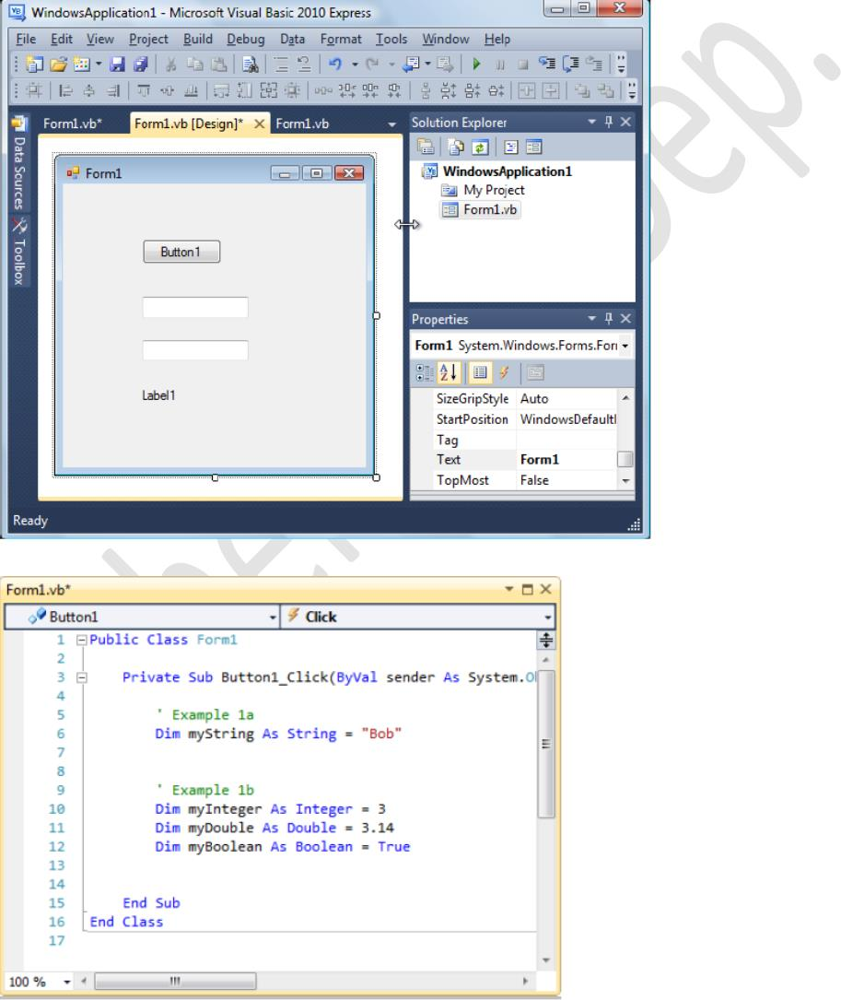 WindowsApplication1 - Microsoft Visual Basic 2010 Express
File Edit View Project Build Debug Data Format Tools Window Help
Form1.vb* Form1.vb [Design]* Form1.vb
Data Sources
Toolbox
Form1
Button1
Label1
Solution Explorer
WindowsApplication1
My Project
Form1.vb
Properties
Form1 System.Windows.Forms.Forn
SizeGripStyle Auto
StartPosition WindowsDefaultl
Tag
Text Form1
TopMost False
Ready
Form1.vb*
Button1 Click
1 Public Class Form1
2
3 Private Sub Button1_Click(ByVal sender As System.Ob
4
5 ' Example 1a
6 Dim myString As String = "Bob"
7
8
9 ' Example 1b
10 Dim myInteger As Integer = 3
11 Dim myDouble As Double = 3.14
12 Dim myBoolean As Boolean = True
13
14
15 End Sub
16 End Class
17
100 %